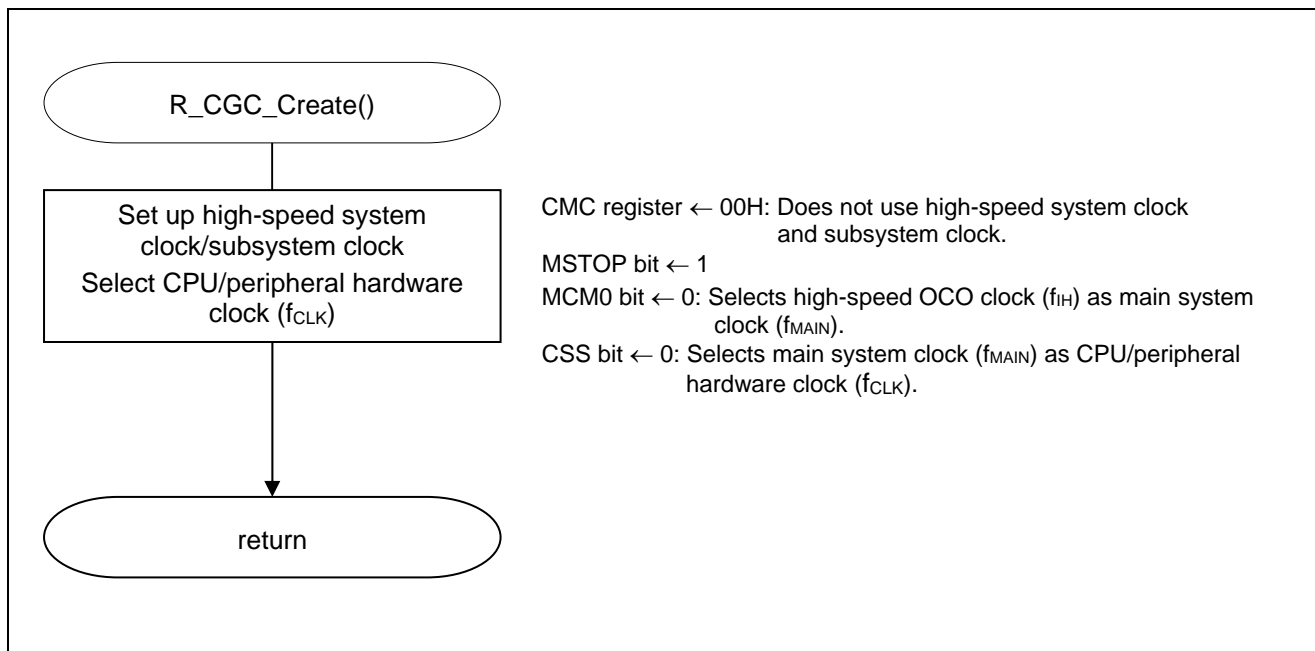 R_CGC_Create()
Set up high-speed system
clock/subsystem clock
Select CPU/peripheral hardware
clock (fCLK)
CMC register ← 00H: Does not use high-speed system clock
and subsystem clock.
MSTOP bit ← 1
MCM0 bit ← 0: Selects high-speed OCO clock (fIH) as main system
clock (fMAIN).
CSS bit ← 0: Selects main system clock (fMAIN) as CPU/peripheral
hardware clock (fCLK).
return